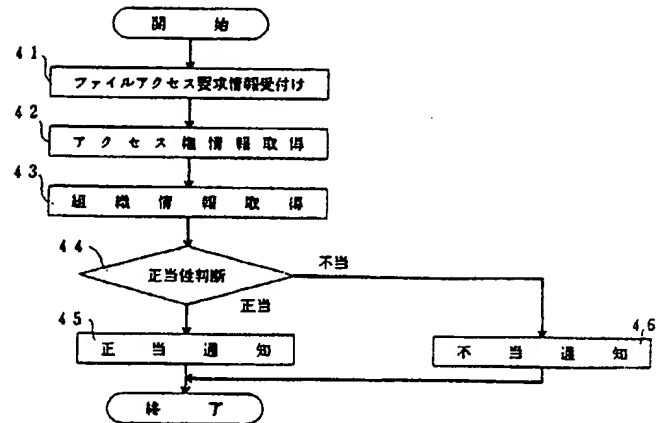 開始
41
ファイルアクセス要求情報受付け
42
アクセス権情報取得
43
組織情報取得
44
正当性判断
不当
正当
45
正当通知
46
不当通知
終了